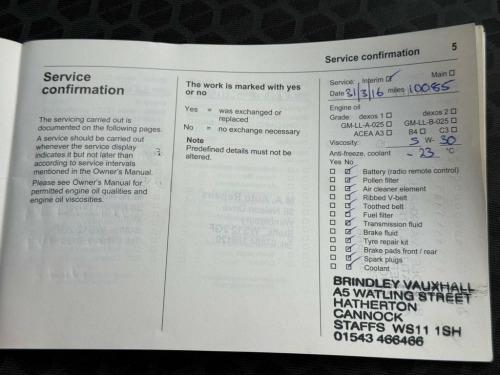 Service confirmation 5
Service
confirmation
The servicing carried out is
documented on the following pages.
A service should be carried out
whenever the service display
indicates it but not later than
according to service intervals
mentioned in the Owner's Manual.
Please see Owner's Manual for
permitted engine oil qualities and
engine oil viscosities.
The work is marked with yes
or no
Yes = was exchanged or
replaced
No = no exchange necessary
Note
Predefined details must not be
altered.
Service: Interim ☑ Main ☐
Date 31/3/16 miles 10085
Engine oil
Grade: dexos 1 ☐ dexos 2 ☐
GM-LL-A-025 ☐ GM-LL-B-025 ☐
ACEA A3 ☐ B4 ☐ C3 ☐
Viscosity: 5 W- 30
Anti-freeze, coolant - 23 °C
Yes No
☐ ☑ Battery (radio remote control)
☐ ☑ Pollen filter
☐ ☑ Air cleaner element
☐ ☑ Ribbed V-belt
☐ ☑ Toothed belt
☐ ☑ Fuel filter
☐ ☑ Transmission fluid
☐ ☑ Brake fluid
☐ ☑ Tyre repair kit
☐ ☑ Brake pads front / rear
☐ ☑ Spark plugs
☐ ☑ Coolant
BRINDLEY VAUXHALL
A5 WATLING STREET
HATHERTON
CANNOCK
STAFFS WS11 1SH
01543 466466